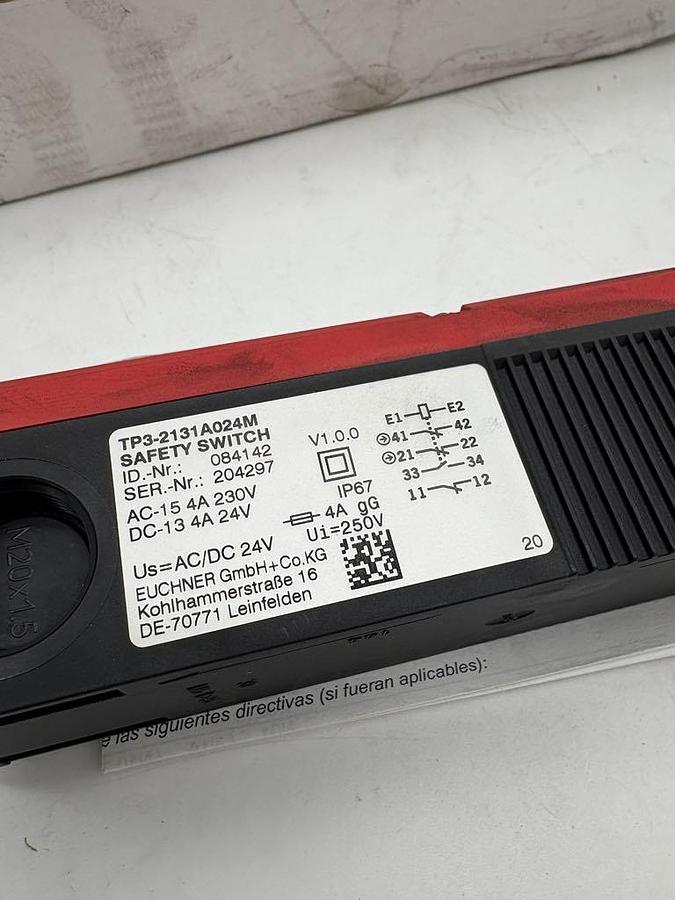 TP3-2131A024M
SAFETY SWITCH
ID.-Nr.: 084142
SER.-Nr.: 204297
AC-15 4A 230V
DC-13 4A 24V
Us=AC/DC 24V
EUCHNER GmbH+Co.KG
Kohlhammerstraße 16
DE-70771 Leinfelden
V1.0.0
IP67
4A gG
Ui=250V
E1 E2
41 42
21 22
33 34
11 12
20
M20x1,5
las siguientes directivas (si fueran aplicables):